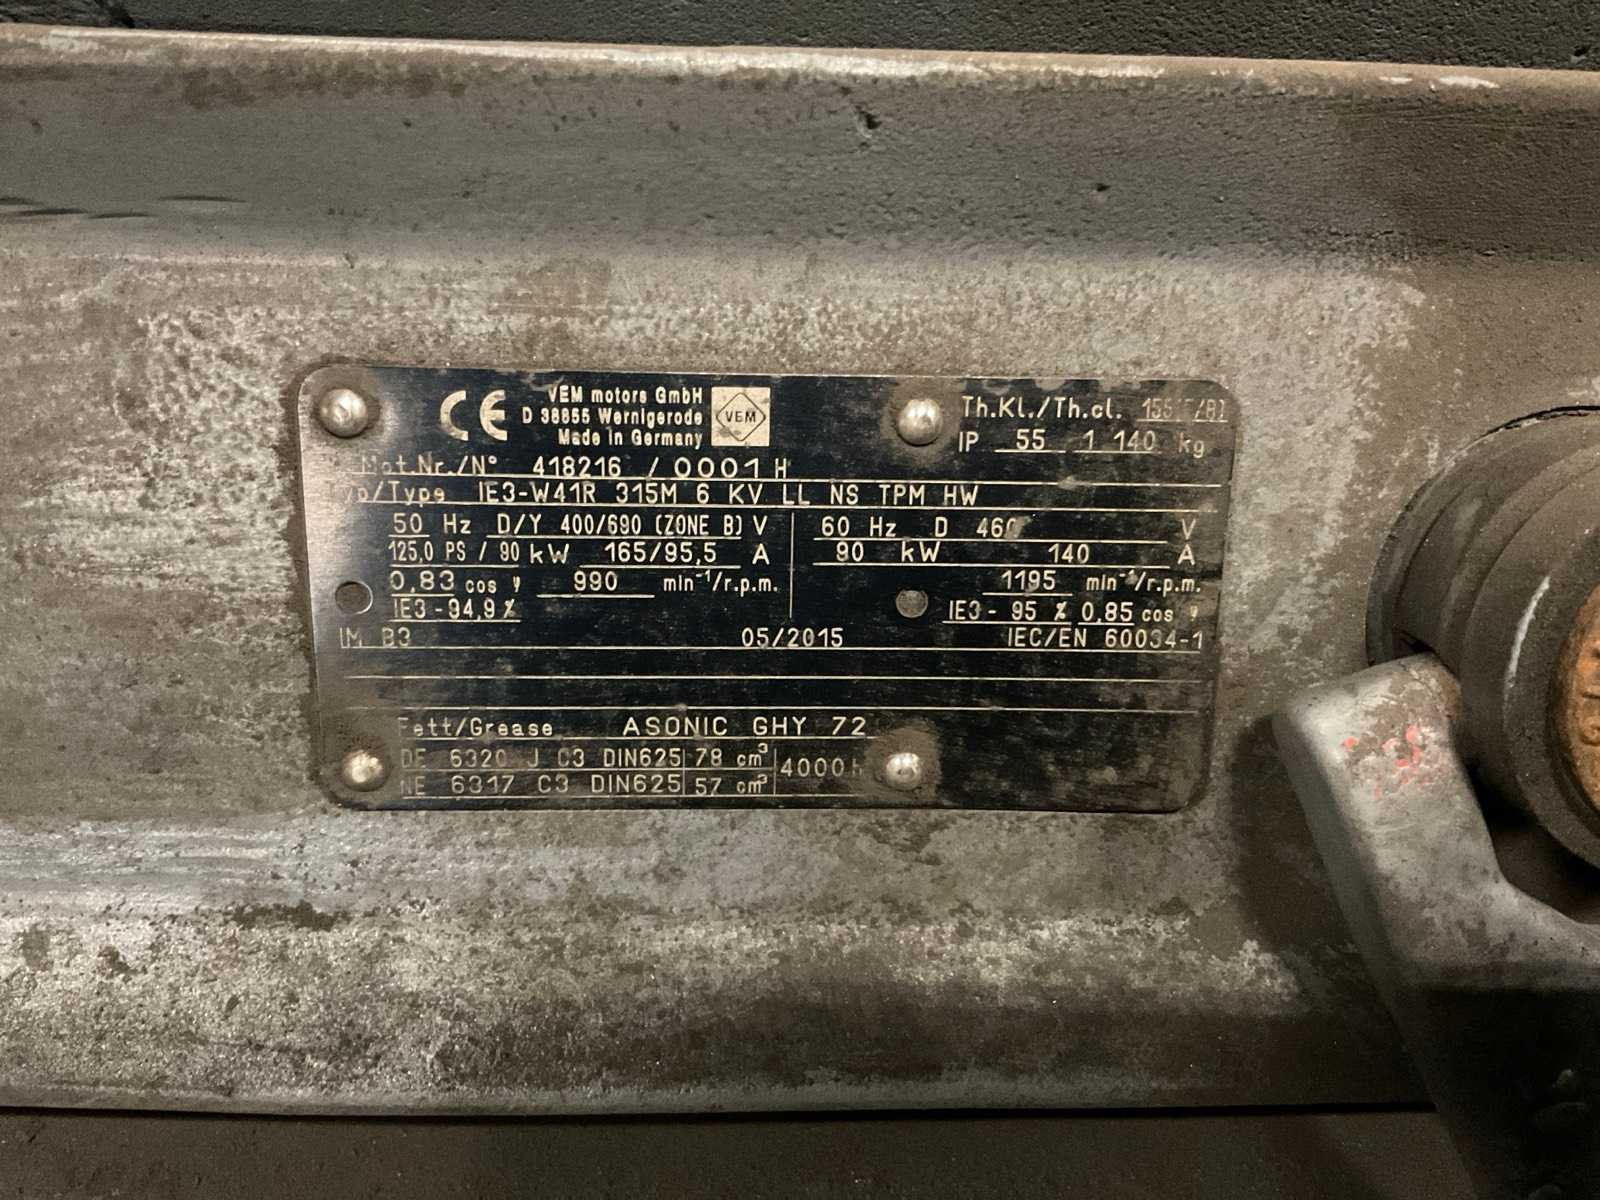 CE VEM motors GmbH
D 38855 Wernigerode
Made in Germany
VEM
Th.Kl./Th.cl.
IP 55 1 140 kg
Mot.Nr./N° 418216 / 0001 H
Typ/Type IE3-W41R 315M 6 KV LL NS TPM HW
50 Hz D/Y 400/690 (ZONE B) V
125,0 PS / 90 kW 165/95,5 A
0,83 cos φ 990 min⁻¹/r.p.m.
IE3-94,9%
60 Hz D 460 V
90 kW 140 A
1195 min⁻¹/r.p.m.
IE3- 95 % 0,85 cos φ
IM B3 05/2015 IEC/EN 60034-1
Fett/Grease ASONIC GHY 72
DE 6320 J C3 DIN625 78 cm³
NE 6317 C3 DIN625 57 cm³
4000 h